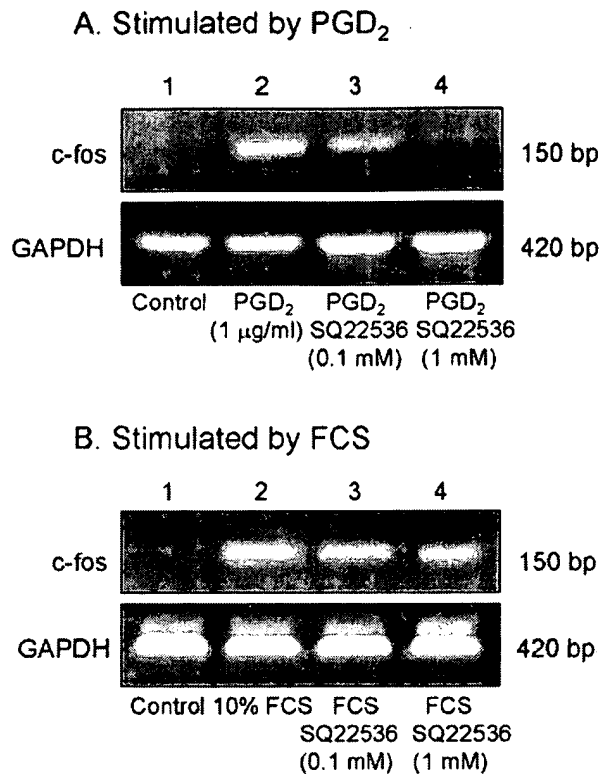 A. Stimulated by PGD₂
1 2 3 4
c-fos 150 bp
GAPDH 420 bp
Control PGD₂ PGD₂ PGD₂
(1 µg/ml) SQ22536 SQ22536
(0.1 mM) (1 mM)
B. Stimulated by FCS
1 2 3 4
c-fos 150 bp
GAPDH 420 bp
Control 10% FCS FCS FCS
SQ22536 SQ22536
(0.1 mM) (1 mM)